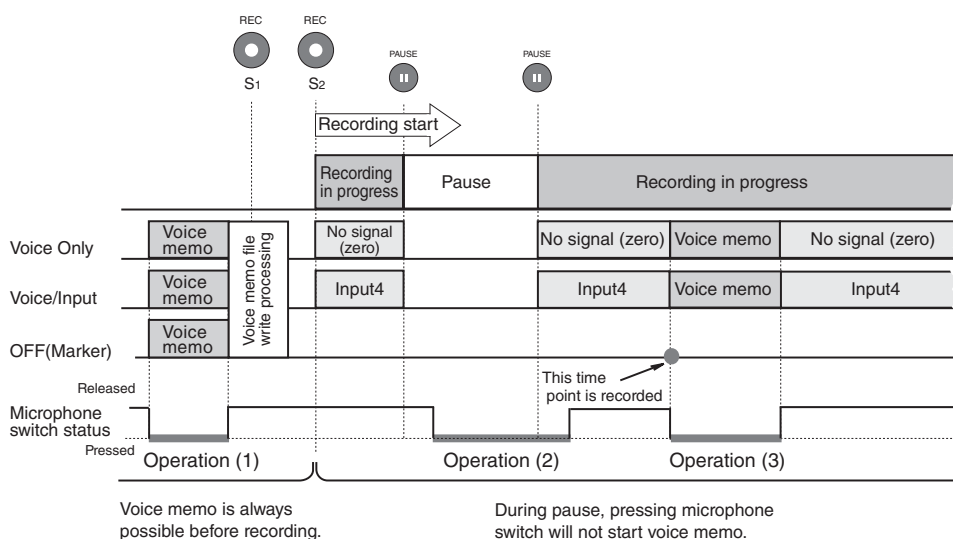 REC
REC
S1
S2
PAUSE
PAUSE
Recording start
Recording
in progress
Pause
Recording in progress
Voice Only
Voice
memo
Voice memo file
write processing
No signal
(zero)
No signal (zero)
Voice memo
No signal (zero)
Voice/Input
Voice
memo
Input4
Input4
Voice memo
Input4
OFF(Marker)
Voice
memo
This time
point is recorded
Released
Microphone
switch status
Pressed
Operation (1)
Operation (2)
Operation (3)
Voice memo is always
possible before recording.
During pause, pressing microphone
switch will not start voice memo.